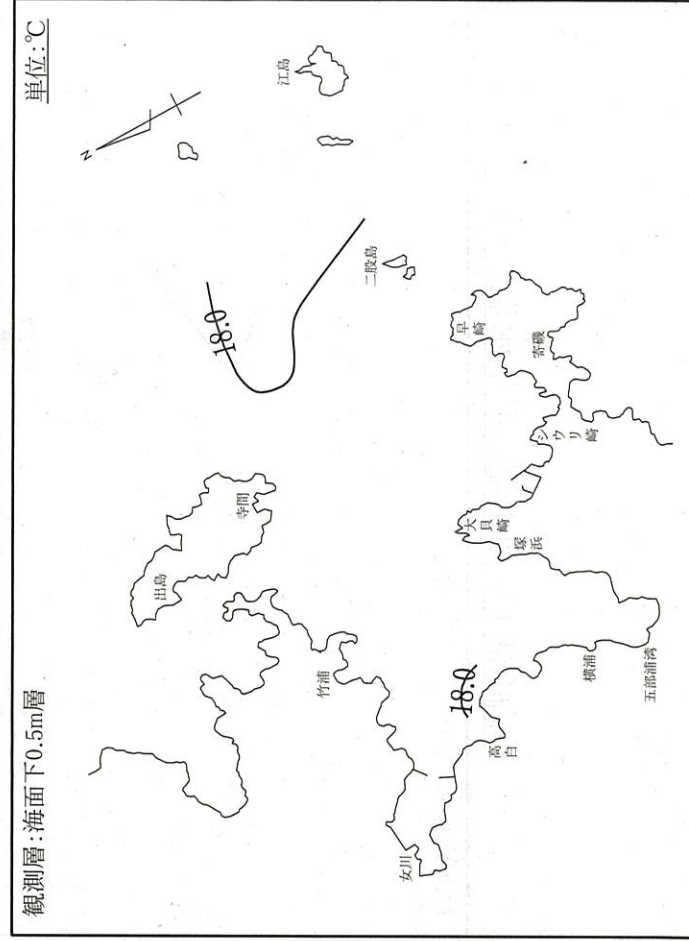 観測層:海面下0.5m層
単位:℃
N
江島
18.0
二股島
早崎
寄磯
シウリ崎
大貝崎
塚浜
寺間
出島
竹浦
18.0
高白
横浦
五部浦湾
女川